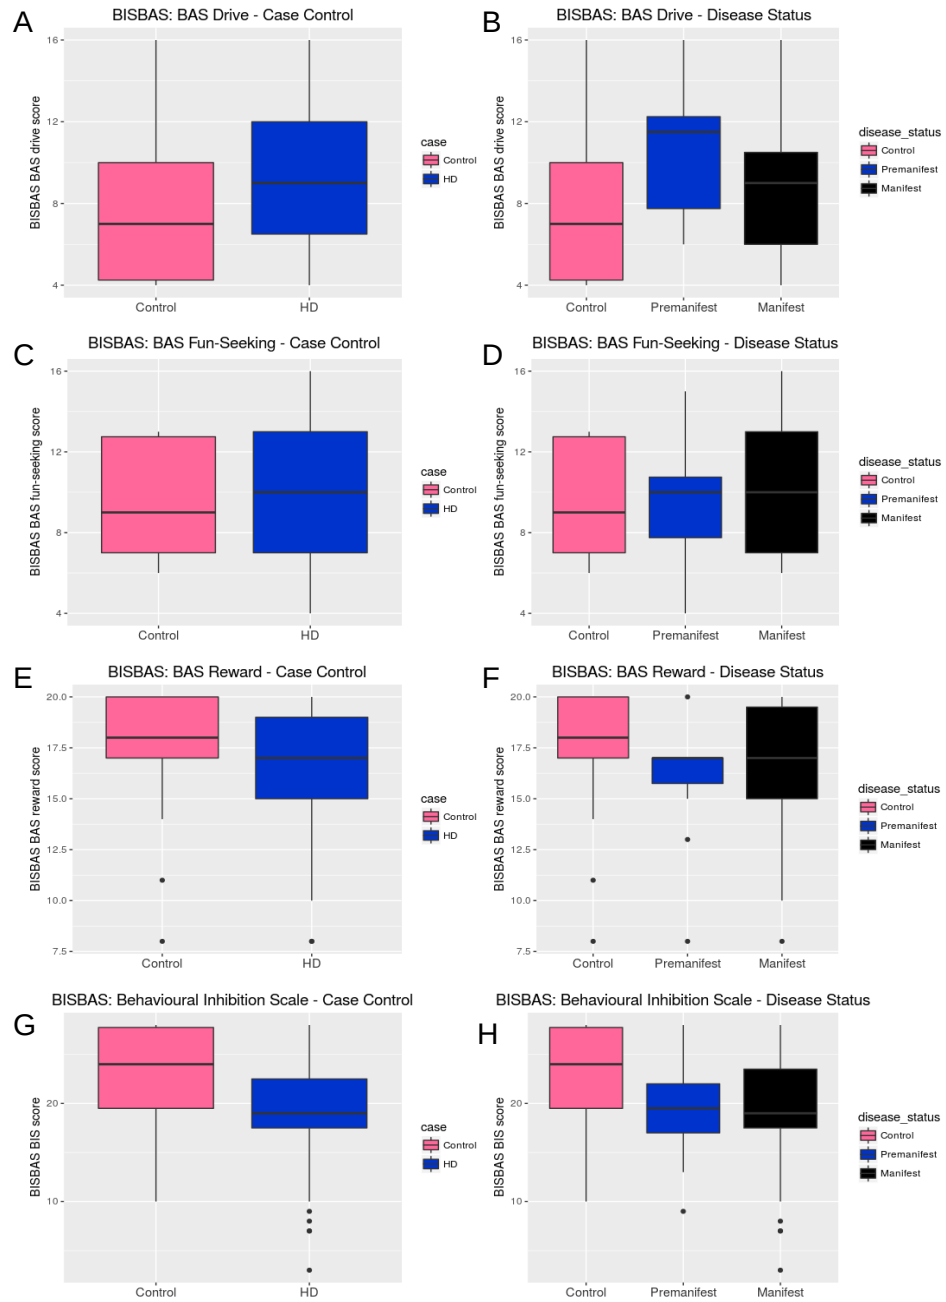 A
BISBAS: BAS Drive - Case Control
BISBAS BAS drive score
16
12
8
4
Control
HD
case
Control
HD
B
BISBAS: BAS Drive - Disease Status
BISBAS BAS drive score
16
12
8
4
Control
Premanifest
Manifest
disease_status
Control
Premanifest
Manifest
C
BISBAS: BAS Fun-Seeking - Case Control
BISBAS BAS fun-seeking score
16
12
8
4
Control
HD
case
Control
HD
D
BISBAS: BAS Fun-Seeking - Disease Status
BISBAS BAS fun-seeking score
16
12
8
4
Control
Premanifest
Manifest
disease_status
Control
Premanifest
Manifest
E
BISBAS: BAS Reward - Case Control
BISBAS BAS reward score
20.0
17.5
15.0
12.5
10.0
7.5
Control
HD
case
Control
HD
F
BISBAS: BAS Reward - Disease Status
BISBAS BAS reward score
20.0
17.5
15.0
12.5
10.0
7.5
Control
Premanifest
Manifest
disease_status
Control
Premanifest
Manifest
G
BISBAS: Behavioural Inhibition Scale - Case Control
BISBAS BIS score
20
10
Control
HD
case
Control
HD
H
BISBAS: Behavioural Inhibition Scale - Disease Status
BISBAS BIS score
20
10
Control
Premanifest
Manifest
disease_status
Control
Premanifest
Manifest